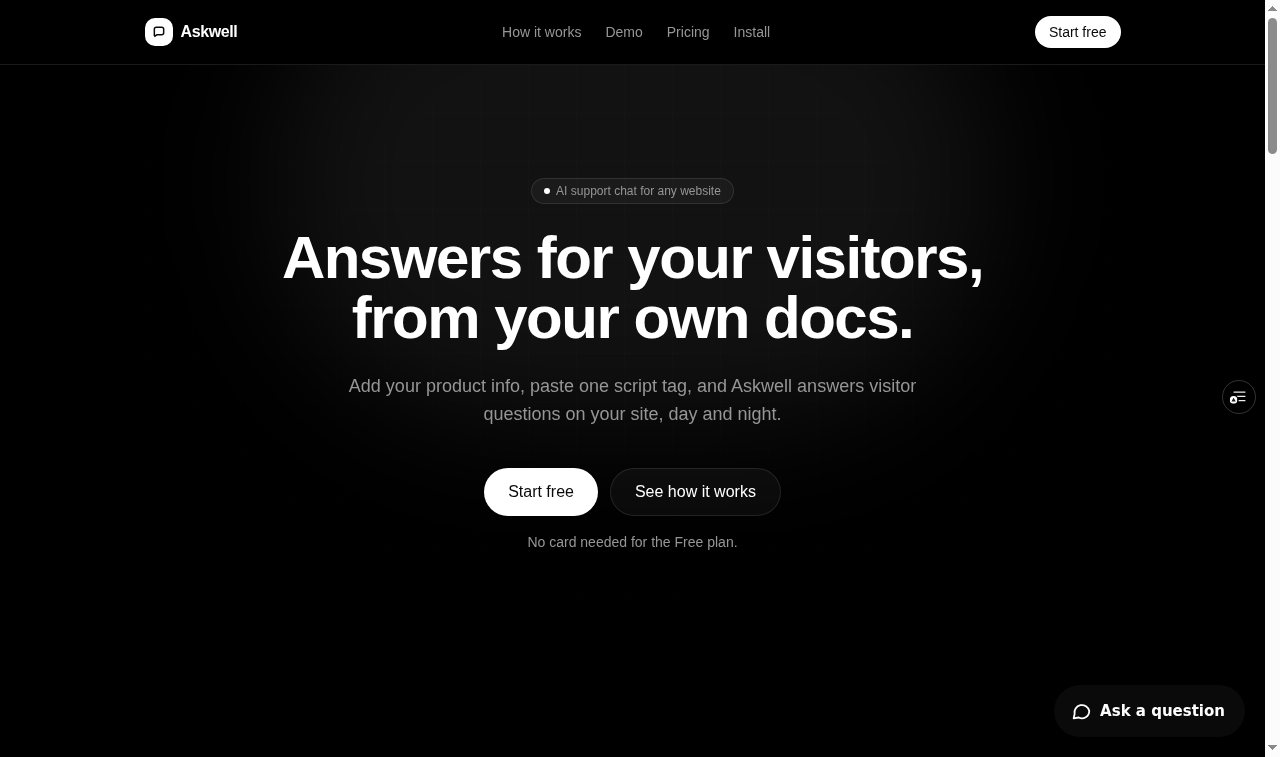 Askwell
How it works
Demo
Pricing
Install
Start free
AI support chat for any website
Answers for your visitors,
from your own docs.
Add your product info, paste one script tag, and Askwell answers visitor
questions on your site, day and night.
Start free
See how it works
No card needed for the Free plan.
Ask a question